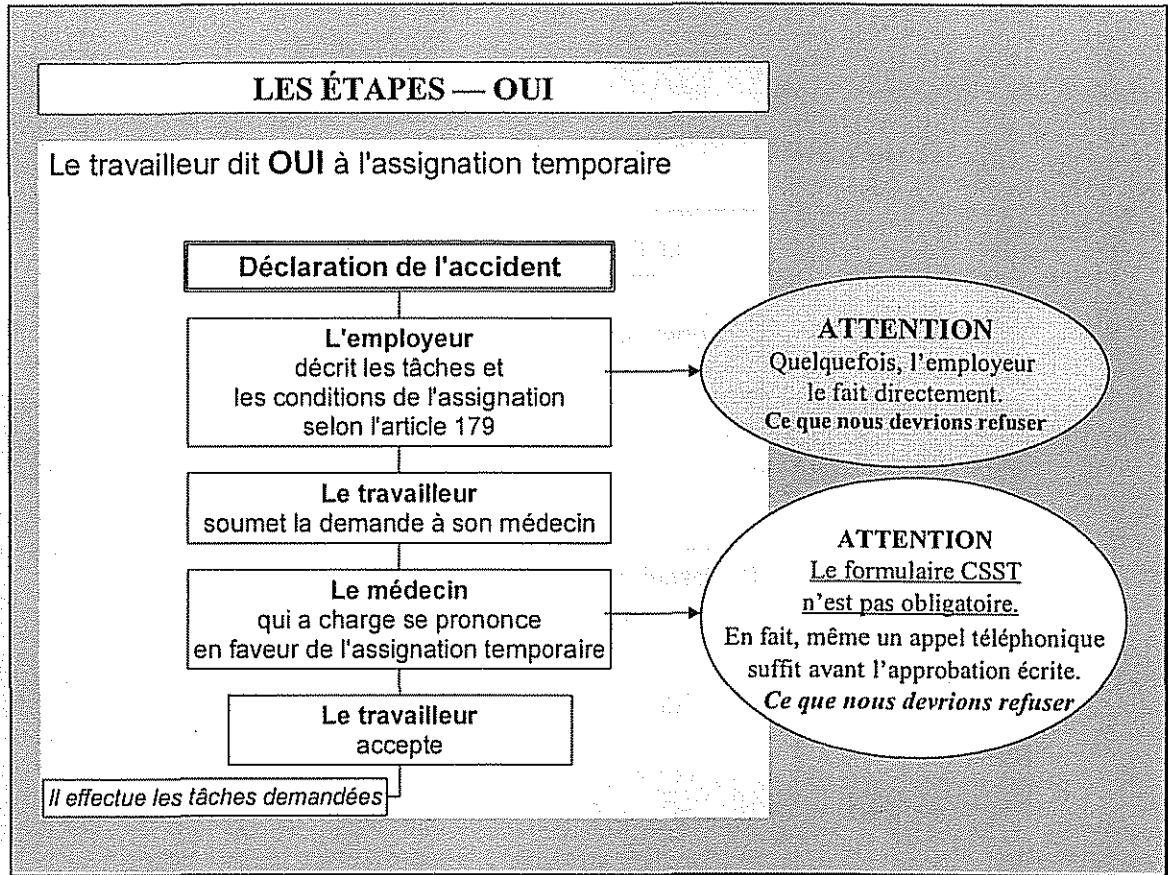 LES ÉTAPES — OUI
Le travailleur dit OUI à l'assignation temporaire
Déclaration de l'accident
L'employeur
décrit les tâches et
les conditions de l'assignation
selon l'article 179
ATTENTION
Quelquefois, l'employeur
le fait directement.
Ce que nous devrions refuser
Le travailleur
soumet la demande à son médecin
Le médecin
qui a charge se prononce
en faveur de l'assignation temporaire
ATTENTION
Le formulaire CSST
n'est pas obligatoire.
En fait, même un appel téléphonique
suffit avant l'approbation écrite.
Ce que nous devrions refuser
Le travailleur
accepte
Il effectue les tâches demandées